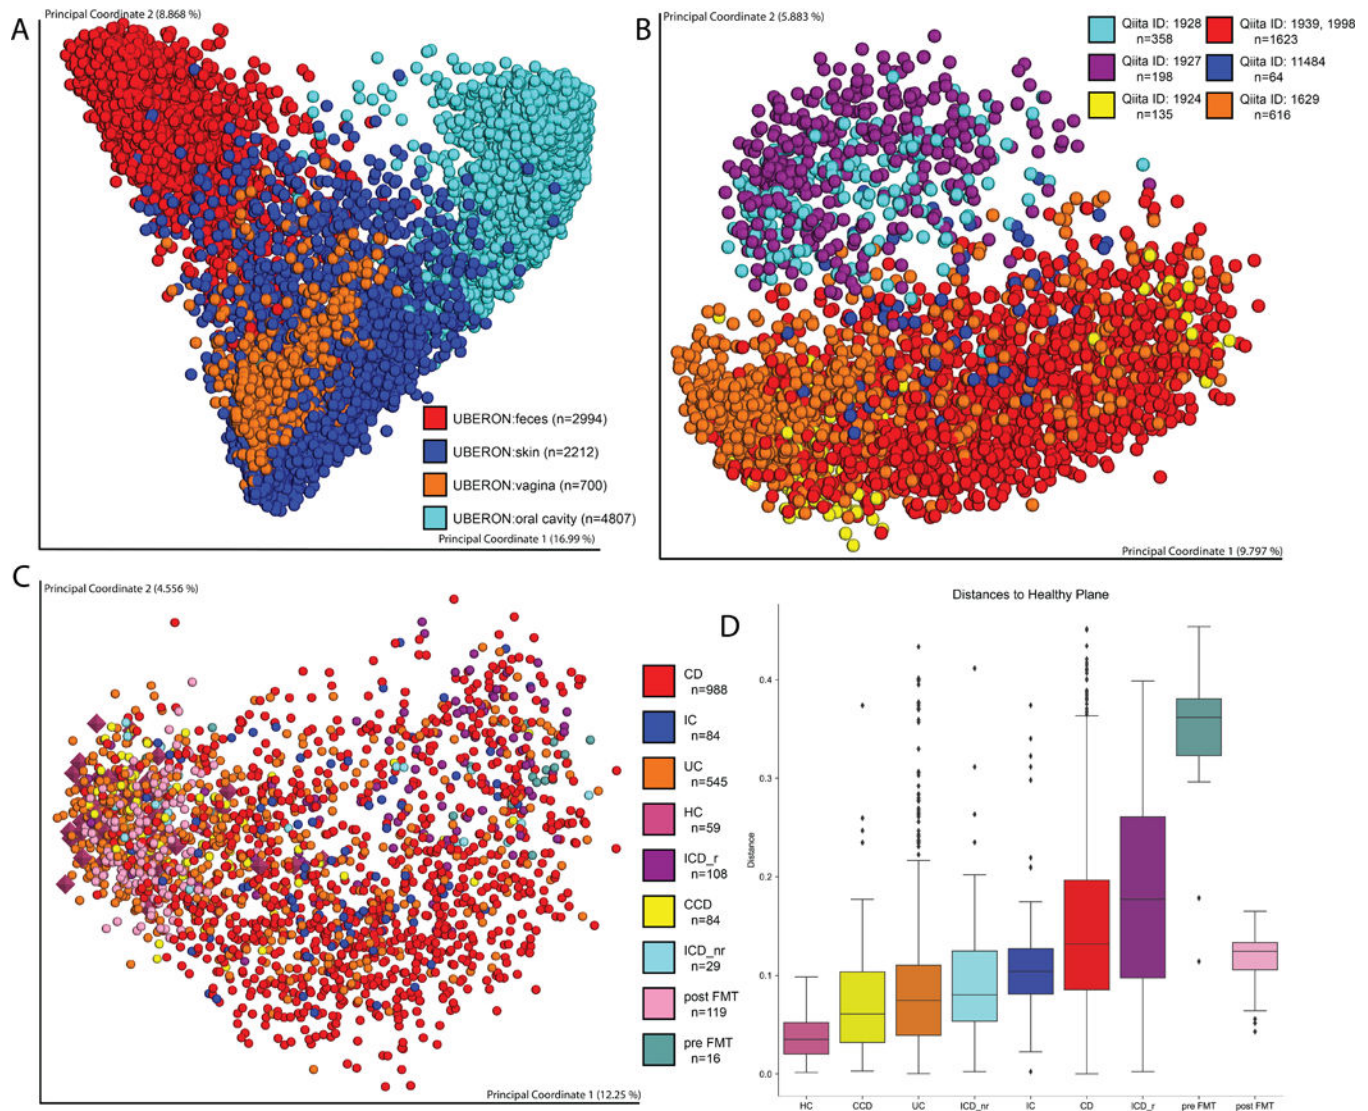 A
Principal Coordinate 2 (8.868 %)
UBERON:feces (n=2994)
UBERON:skin (n=2212)
UBERON:vagina (n=700)
UBERON:oral cavity (n=4807)
Principal Coordinate 1 (16.99 %)
B
Principal Coordinate 2 (5.883 %)
Qiita ID: 1928
n=358
Qiita ID: 1939, 1998
n=1623
Qiita ID: 1927
n=198
Qiita ID: 11484
n=64
Qiita ID: 1924
n=135
Qiita ID: 1629
n=616
Principal Coordinate 1 (9.797 %)
C
Principal Coordinate 2 (4.556 %)
CD
n=988
IC
n=84
UC
n=545
HC
n=59
ICD_r
n=108
CCD
n=84
ICD_nr
n=29
post FMT
n=119
pre FMT
n=16
Principal Coordinate 1 (12.25 %)
D
Distances to Healthy Plane
Distance
0.4
0.3
0.2
0.1
0.0
HC CCD UC ICD_nr IC CD ICD_r pre FMT post FMT